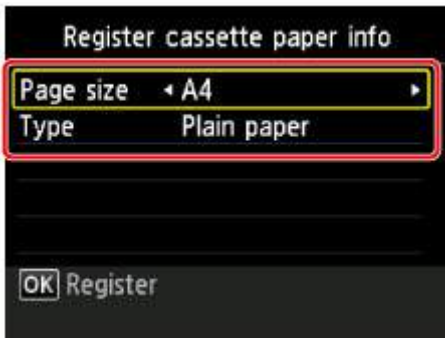 Register cassette paper info
Page size A4
Type Plain paper
OK Register